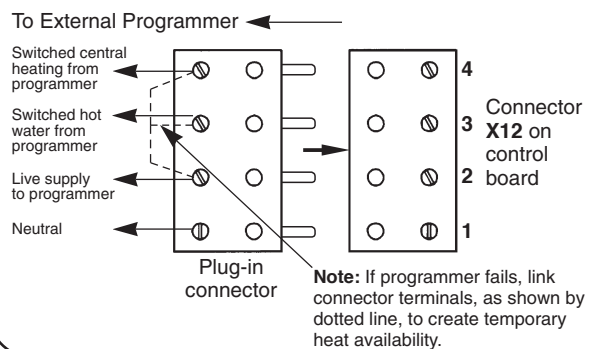 To External Programmer
Switched central
heating from
programmer
Switched hot
water from
programmer
Live supply
to programmer
Neutral
4
3
2
1
Connector
X12 on
control
board
Plug-in
connector
Note: If programmer fails, link
connector terminals, as shown by
dotted line, to create temporary
heat availability.